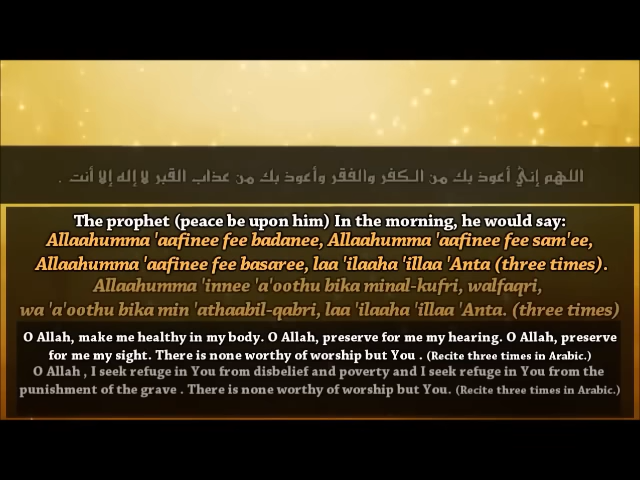 اللهم إني أعوذ بك من الكفر والفقر وأعوذ بك من عذاب القبر لا إله إلا أنت .
The prophet (peace be upon him) In the morning, he would say:
Allaahumma 'aafinee fee badanee, Allaahumma 'aafinee fee sam'ee,
Allaahumma 'aafinee fee basaree, laa 'ilaaha 'illaa 'Anta (three times).
Allaahumma 'innee 'a'oothu bika minal-kufri, walfaqri,
wa 'a'oothu bika min 'athaabil-qabri, laa 'ilaaha 'illaa 'Anta. (three times)
O Allah, make me healthy in my body. O Allah, preserve for me my hearing. O Allah, preserve
for me my sight. There is none worthy of worship but You . (Recite three times in Arabic.)
O Allah , I seek refuge in You from disbelief and poverty and I seek refuge in You from the
punishment of the grave . There is none worthy of worship but You. (Recite three times in Arabic.)